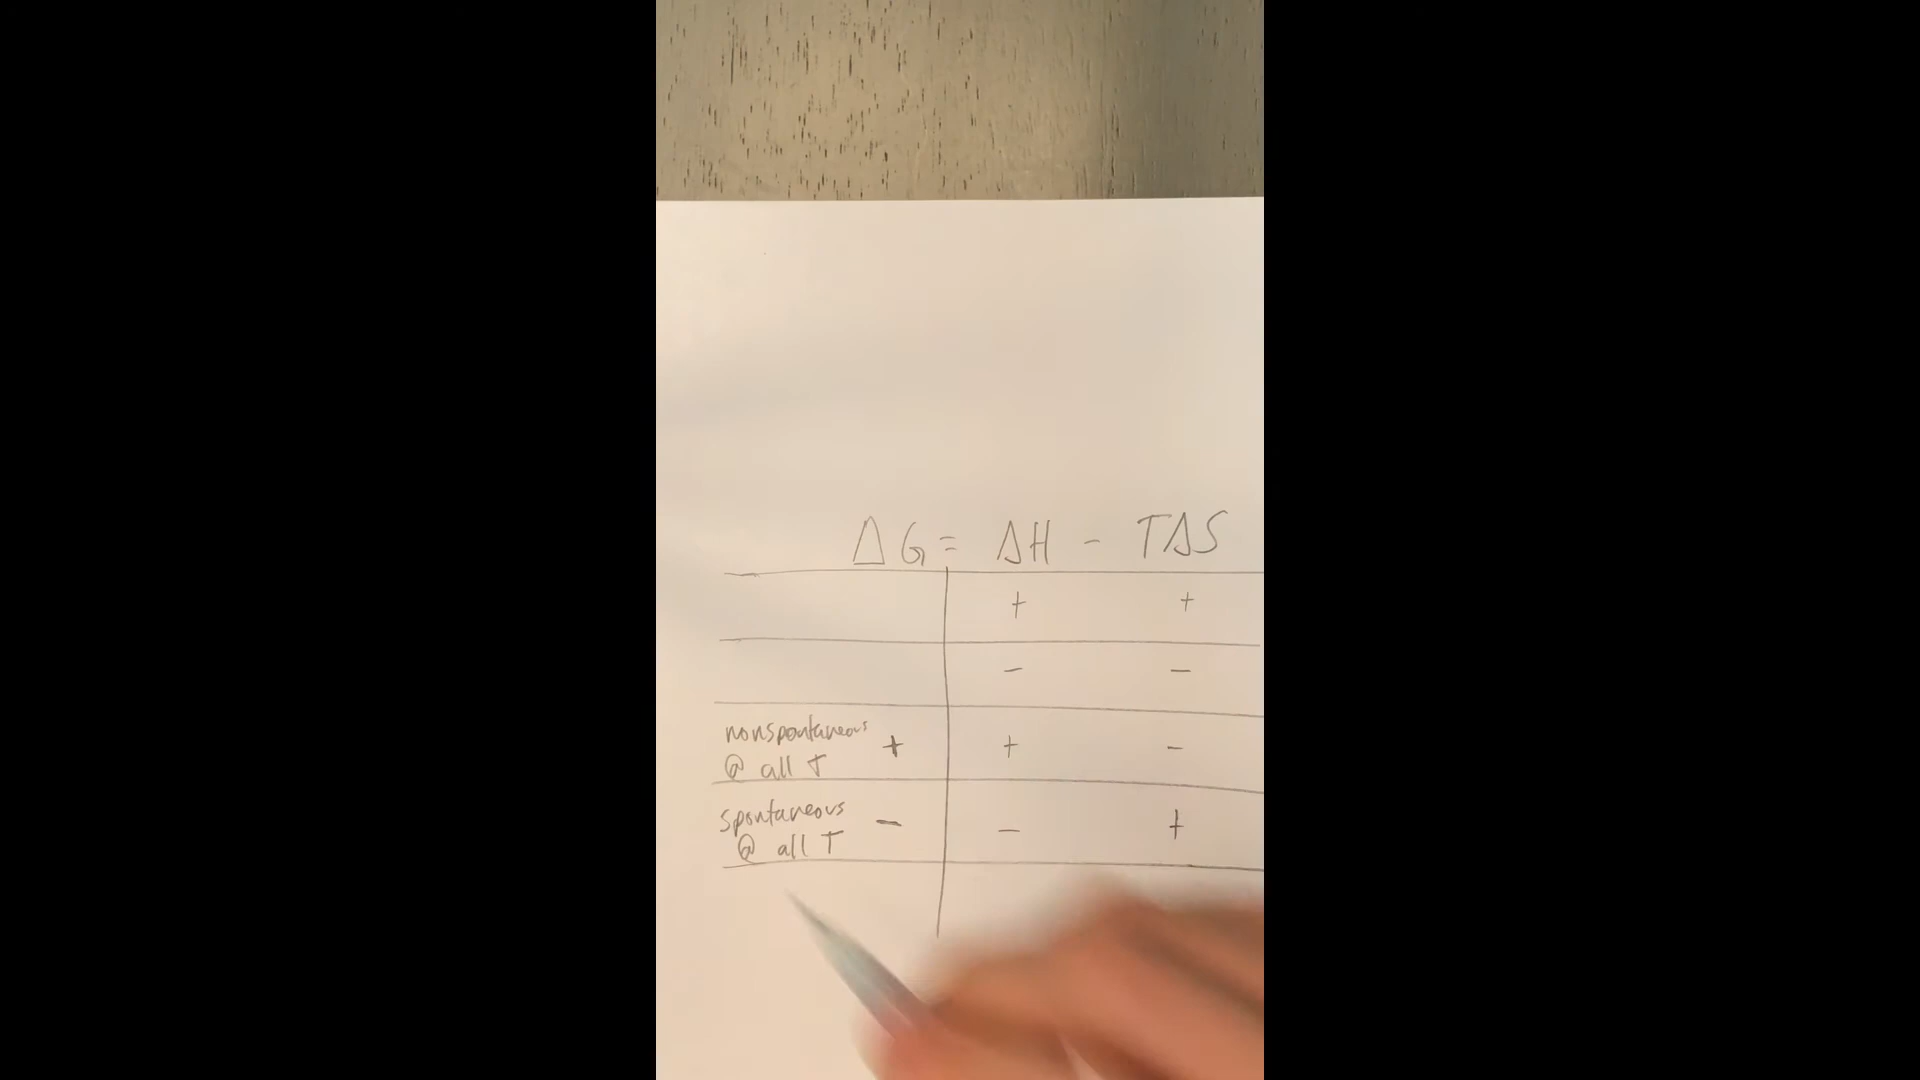 ΔG = ΔH - TΔS
+ +
- -
nonspontaneous + + -
@ all T
spontaneous - - +
@ all T